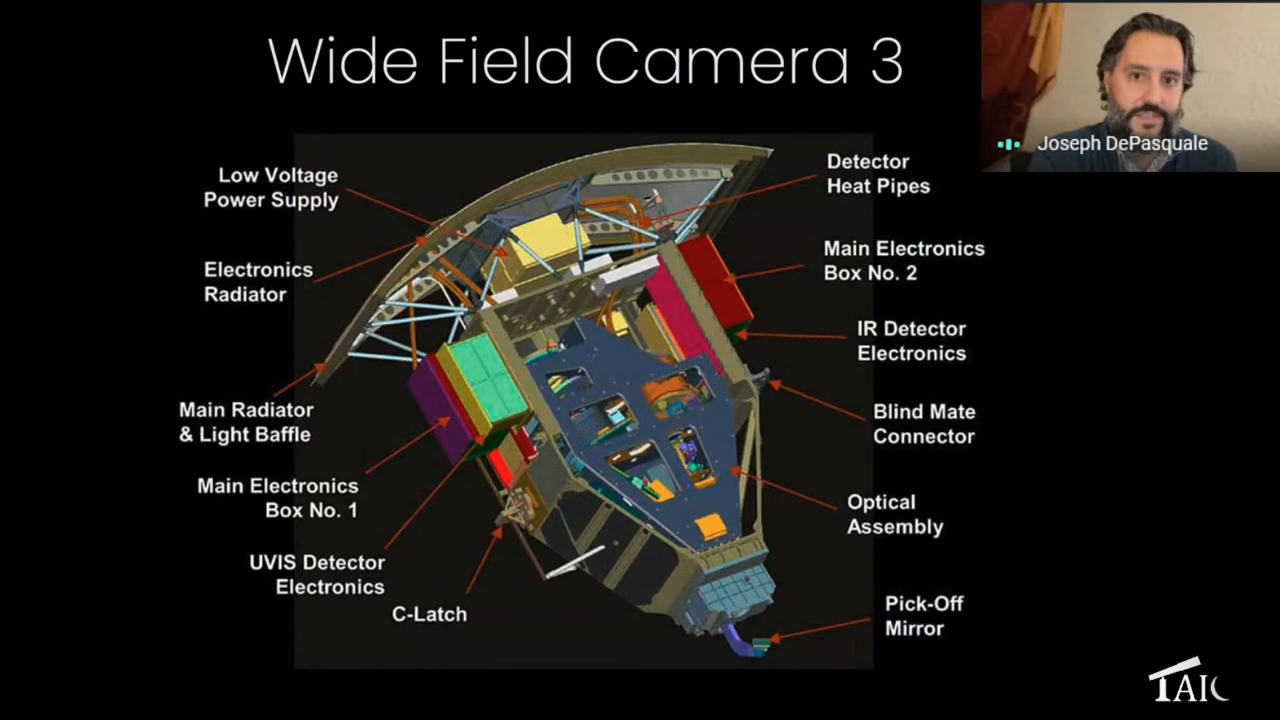 Wide Field Camera 3
Joseph DePasquale
Low Voltage
Power Supply
Electronics
Radiator
Main Radiator
& Light Baffle
Main Electronics
Box No. 1
UVIS Detector
Electronics
C-Latch
Detector
Heat Pipes
Main Electronics
Box No. 2
IR Detector
Electronics
Blind Mate
Connector
Optical
Assembly
Pick-Off
Mirror
TAIC